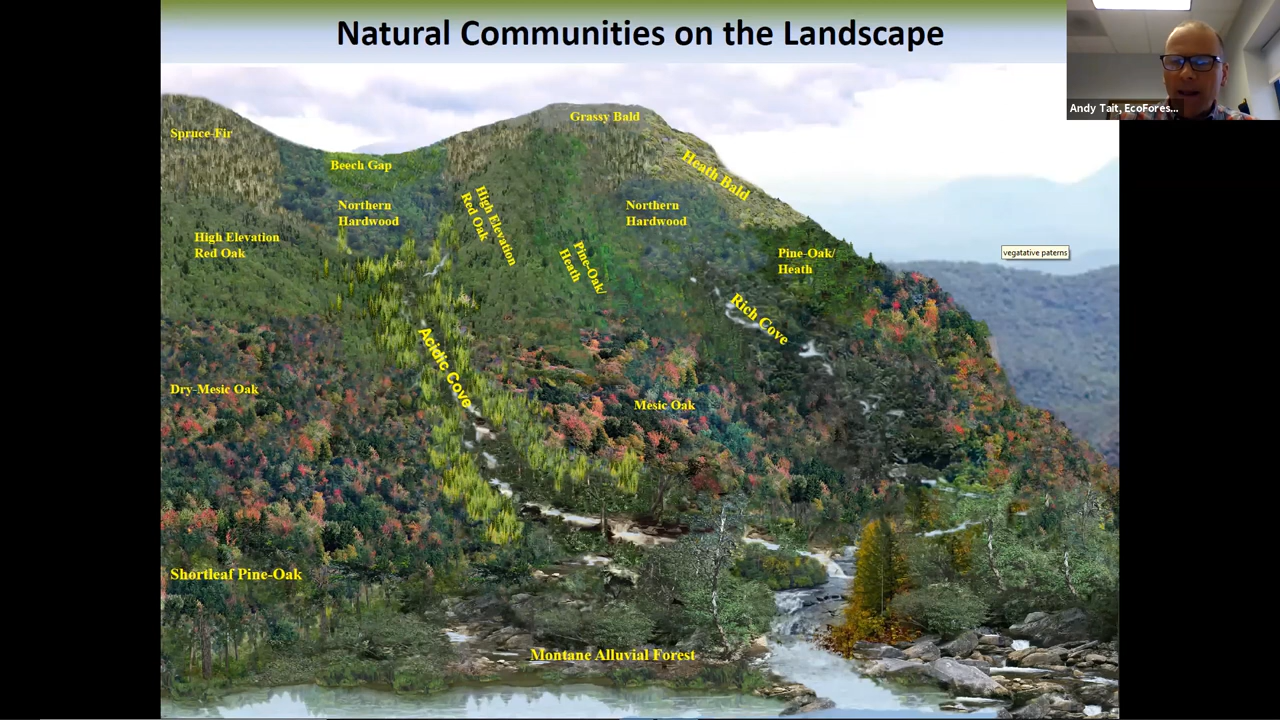 Natural Communities on the Landscape
Andy Tait, EcoFores...
Grassy Bald
Spruce-Fir
Beech Gap
Heath Bald
Northern
Hardwood
High Elevation
Red Oak
Northern
Hardwood
High Elevation
Red Oak
Pine-Oak/
Heath
Pine-Oak/
Heath
vegatative paterns
Rich Cove
Acidic Cove
Dry-Mesic Oak
Mesic Oak
Shortleaf Pine-Oak
Montane Alluvial Forest